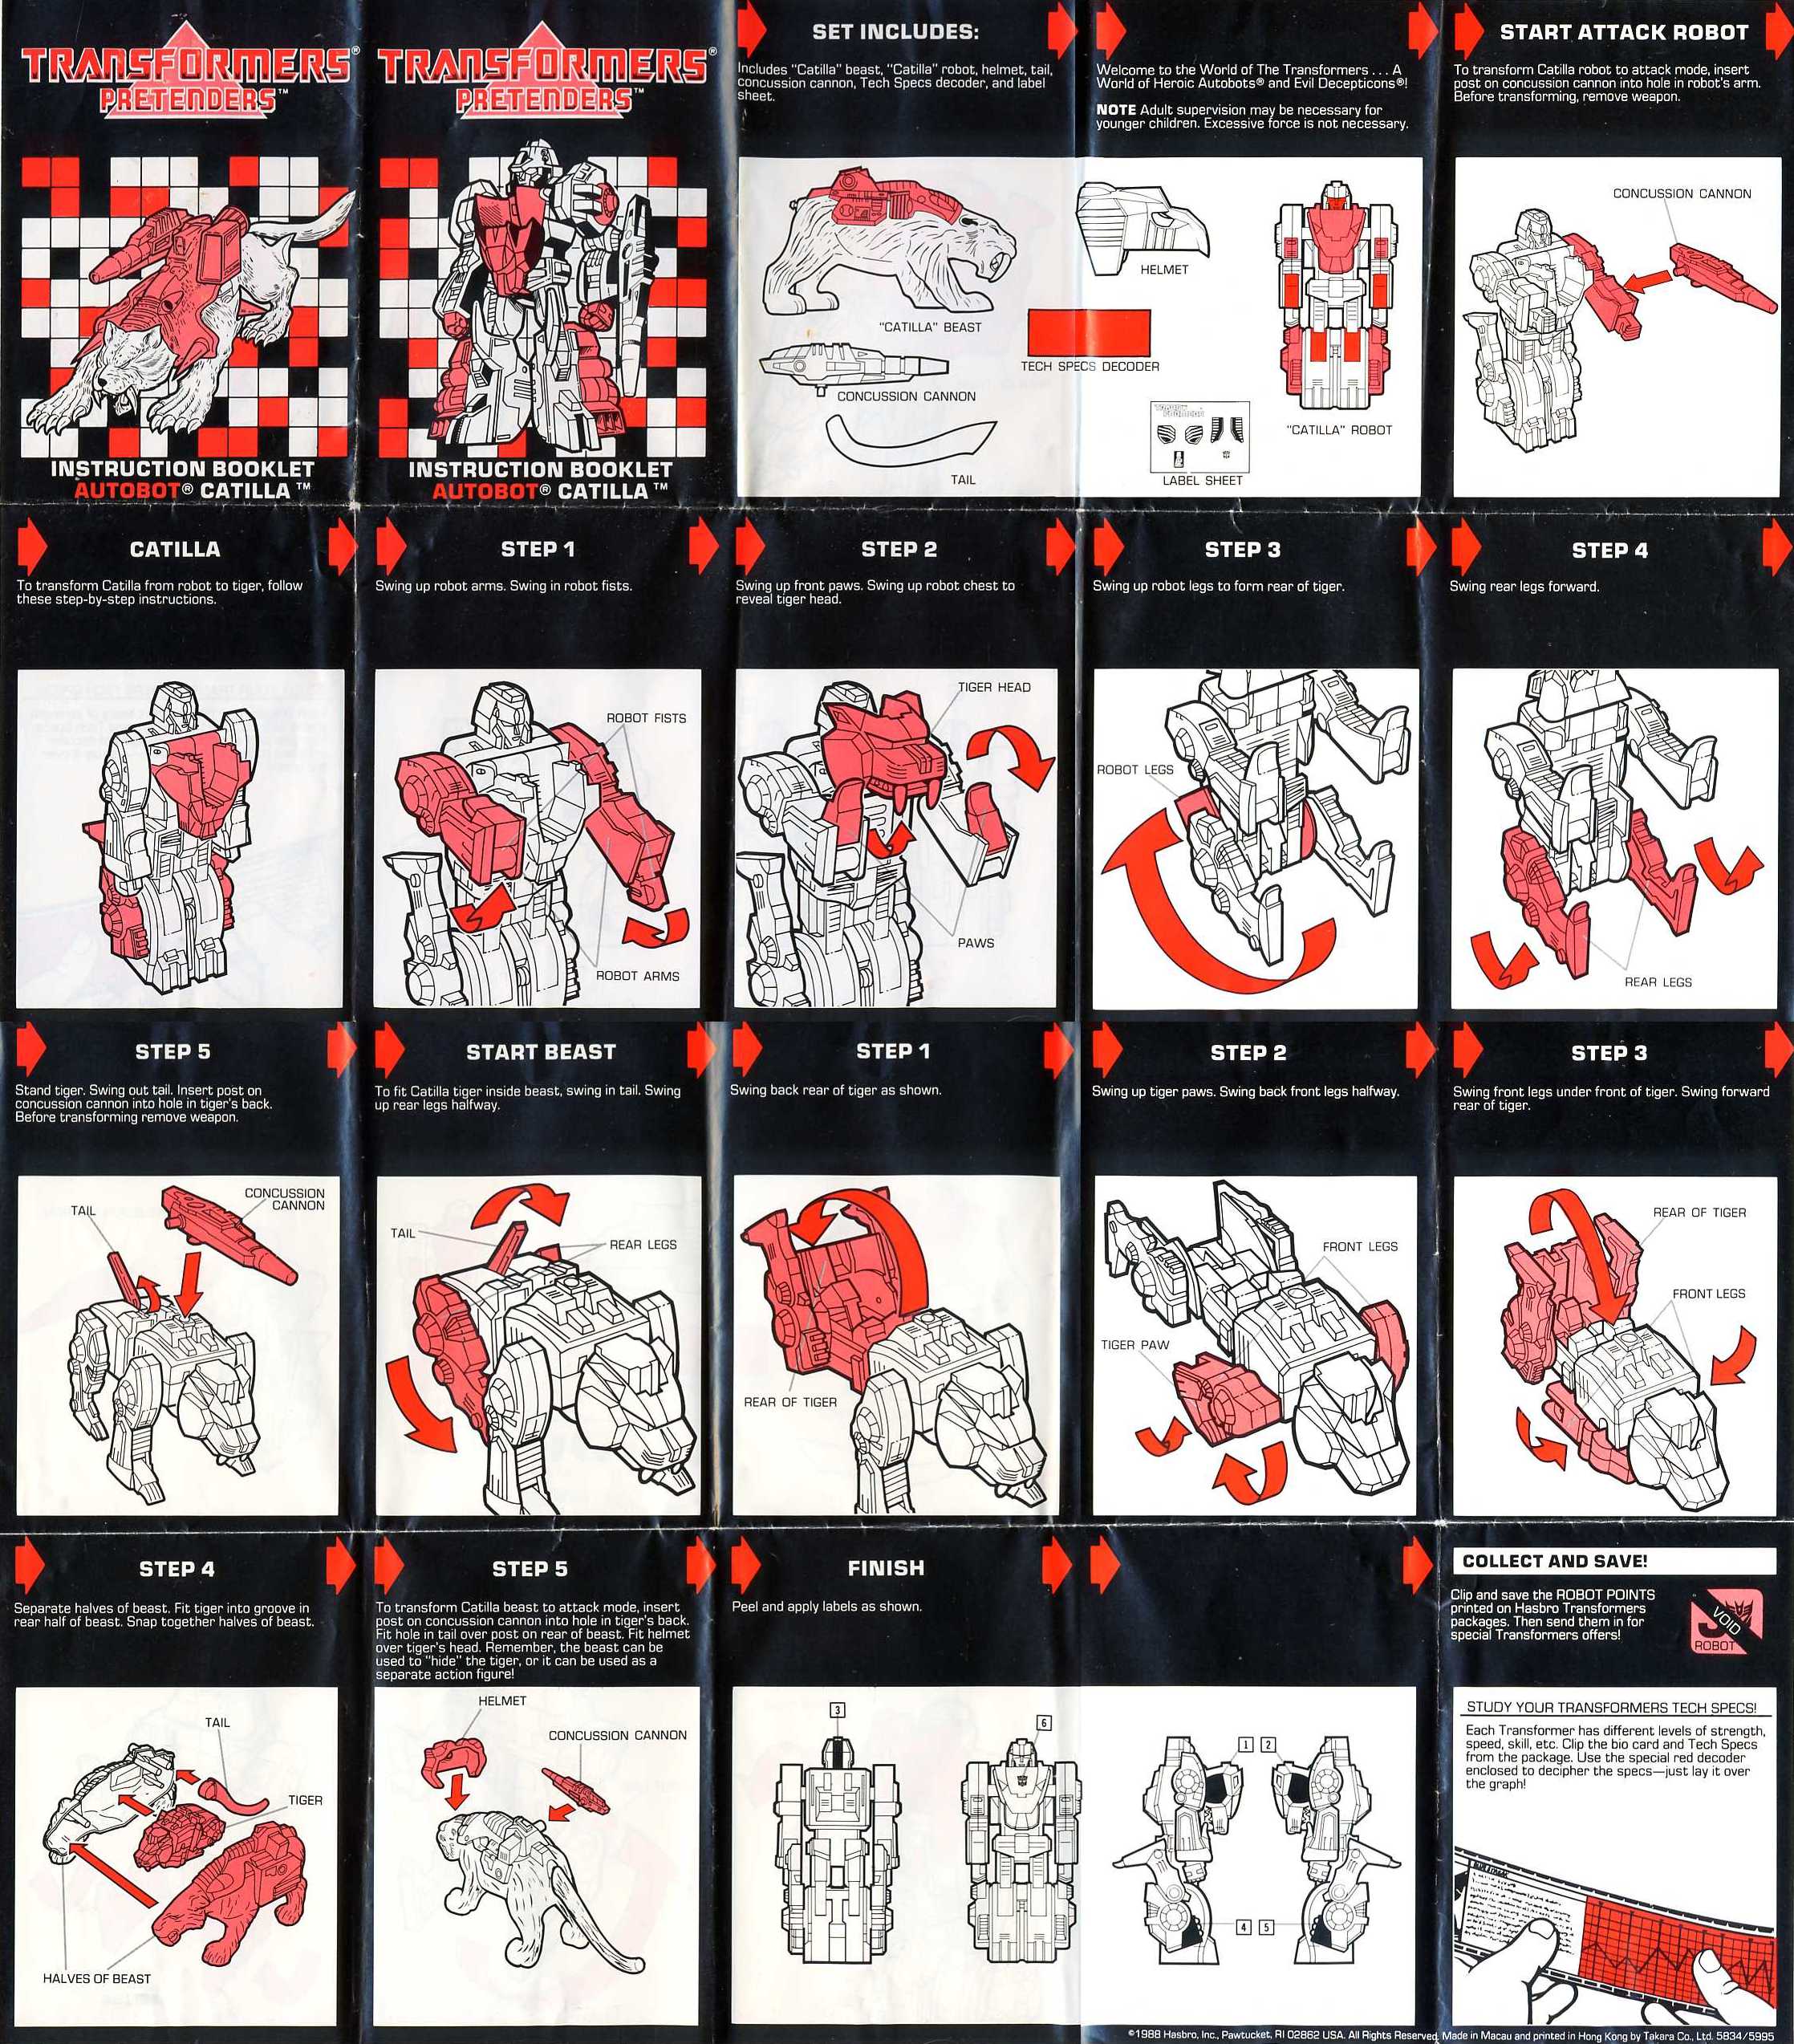 TRANSFORMERS®
PRETENDERS™
INSTRUCTION BOOKLET
AUTOBOT® CATILLA™
TRANSFORMERS®
PRETENDERS™
INSTRUCTION BOOKLET
AUTOBOT® CATILLA™
SET INCLUDES:
Includes "Catilla" beast, "Catilla" robot, helmet, tail,
concussion cannon, Tech Specs decoder, and label
sheet.
Welcome to the World of The Transformers . . . A
World of Heroic Autobots® and Evil Decepticons®!
NOTE Adult supervision may be necessary for
younger children. Excessive force is not necessary.
"CATILLA" BEAST
CONCUSSION CANNON
TAIL
HELMET
TECH SPECS DECODER
LABEL SHEET
"CATILLA" ROBOT
START ATTACK ROBOT
To transform Catilla robot to attack mode, insert
post on concussion cannon into hole in robot's arm.
Before transforming, remove weapon.
CONCUSSION CANNON
CATILLA
To transform Catilla from robot to tiger, follow
these step-by-step instructions.
STEP 1
Swing up robot arms. Swing in robot fists.
ROBOT FISTS
ROBOT ARMS
STEP 2
Swing up front paws. Swing up robot chest to
reveal tiger head.
TIGER HEAD
PAWS
STEP 3
Swing up robot legs to form rear of tiger.
ROBOT LEGS
STEP 4
Swing rear legs forward.
REAR LEGS
STEP 5
Stand tiger. Swing out tail. Insert post on
concussion cannon into hole in tiger's back.
Before transforming remove weapon.
TAIL
CONCUSSION
CANNON
START BEAST
To fit Catilla tiger inside beast, swing in tail. Swing
up rear legs halfway.
TAIL
REAR LEGS
STEP 1
Swing back rear of tiger as shown.
REAR OF TIGER
STEP 2
Swing up tiger paws. Swing back front legs halfway.
FRONT LEGS
TIGER PAW
STEP 3
Swing front legs under front of tiger. Swing forward
rear of tiger.
REAR OF TIGER
FRONT LEGS
STEP 4
Separate halves of beast. Fit tiger into groove in
rear half of beast. Snap together halves of beast.
TAIL
TIGER
HALVES OF BEAST
STEP 5
To transform Catilla beast to attack mode, insert
post on concussion cannon into hole in tiger's back.
Fit hole in tail over post on rear of beast. Fit helmet
over tiger's head. Remember, the beast can be
used to "hide" the tiger, or it can be used as a
separate action figure!
HELMET
CONCUSSION CANNON
FINISH
Peel and apply labels as shown.
3
6
1 2
4 5
COLLECT AND SAVE!
Clip and save the ROBOT POINTS
printed on Hasbro Transformers
packages. Then send them in for
special Transformers offers!
VOID
ROBOT
STUDY YOUR TRANSFORMERS TECH SPECS!
Each Transformer has different levels of strength,
speed, skill, etc. Clip the bio card and Tech Specs
from the package. Use the special red decoder
enclosed to decipher the specs—just lay it over
the graph!
©1988 Hasbro, Inc., Pawtucket, RI 02862 USA. All Rights Reserved. Made in Macau and printed in Hong Kong by Takara Co., Ltd. 5834/5995